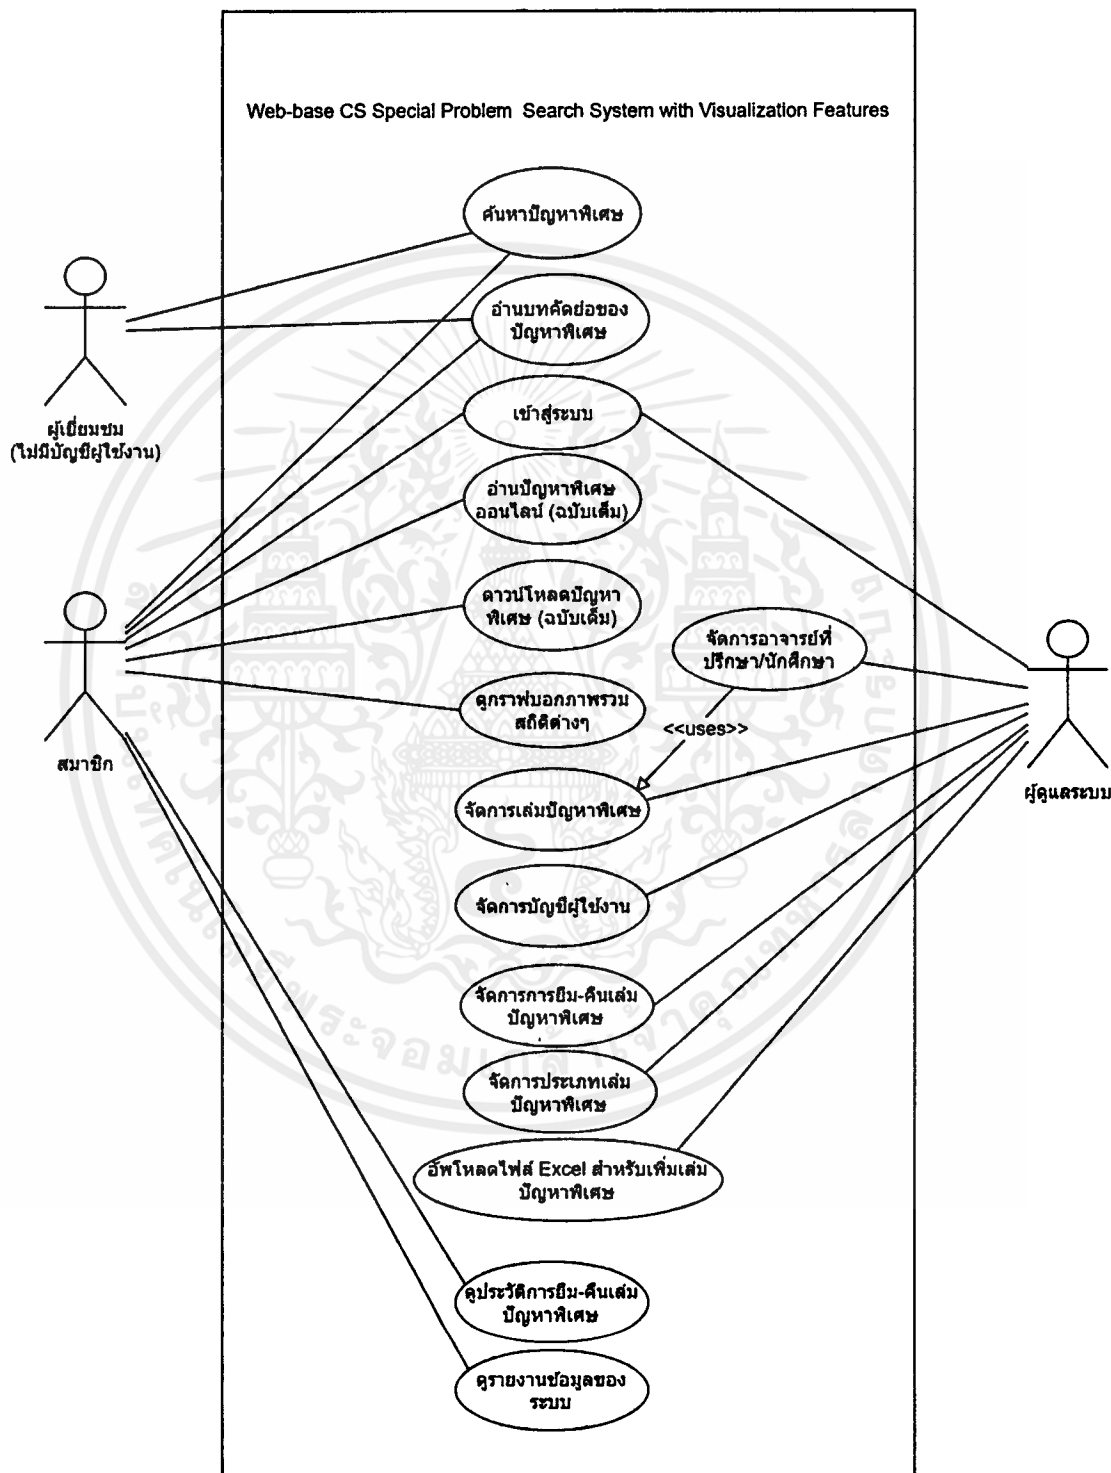 Web-base CS Special Problem Search System with Visualization Features
ค้นหาปัญหาพิเศษ
อ่านบทคัดย่อของ
ปัญหาพิเศษ
ผู้เยี่ยมชม
(ไม่มีบัญชีผู้ใช้งาน)
เข้าสู่ระบบ
อ่านปัญหาพิเศษ
ออนไลน์ (ฉบับเต็ม)
ดาวน์โหลดปัญหา
พิเศษ (ฉบับเต็ม)
จัดการอาจารย์ที่
ปรึกษา/นักศึกษา
ดูกราฟบอกภาพรวม
สถิติต่างๆ
<<uses>>
สมาชิก
ผู้ดูแลระบบ
จัดการเล่มปัญหาพิเศษ
จัดการบัญชีผู้ใช้งาน
จัดการการยืม-คืนเล่ม
ปัญหาพิเศษ
จัดการประเภทเล่ม
ปัญหาพิเศษ
อัพโหลดไฟล์ Excel สำหรับเพิ่มเล่ม
ปัญหาพิเศษ
ดูประวัติการยืม-คืนเล่ม
ปัญหาพิเศษ
ดูรายงานข้อมูลของ
ระบบ